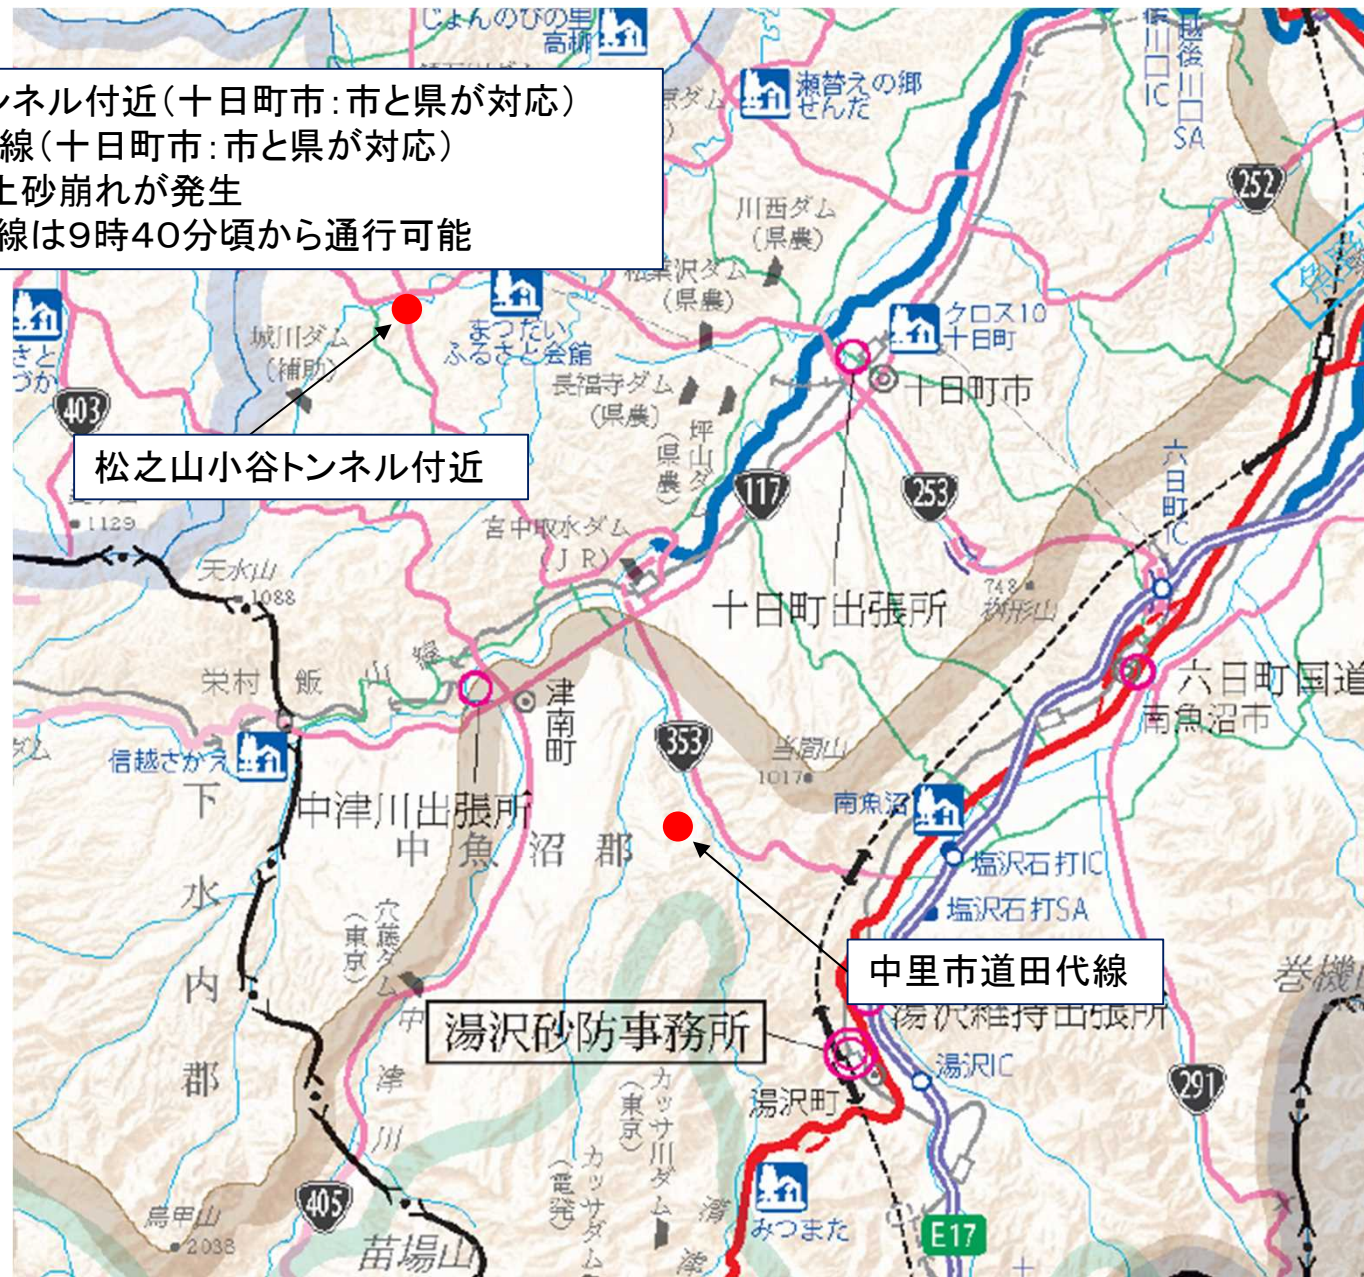 じょんのびの里
高柳
ンネル付近（十日町市：市と県が対応）
線（十日町市：市と県が対応）
土砂崩れが発生
線は9時40分頃から通行可能
瀬替えの郷
せんだ
越後川口SA
252
川西ダム
（県農）
松葉沢ダム
（県農）
クロス10
十日町
十日町市
まつだい
ふるさと会館
城川ダム
（補助）
さと
づか
403
長福寺ダム
（県農）
坪山ダム
（県農）
松之山小谷トンネル付近
117
253
六日町IC
1129
宮中取水ダム
（JR）
天水山
1088
十日町出張所
748
桝形山
栄村
飯山線
津南町
六日町国道
南魚沼市
353
当間山
1017
信越さかえ
中津川出張所
南魚沼
中魚沼郡
下水内郡
塩沢石打IC
塩沢石打SA
穴藤ダム
（東京）
中里市道田代線
湯沢砂防事務所
湯沢維持出張所
巻機
湯沢IC
湯沢町
291
中津川
カッサ川ダム
（東京）
カッサダム
（電発）
清津
405
鳥甲山
2038
苗場山
みつまた
E17